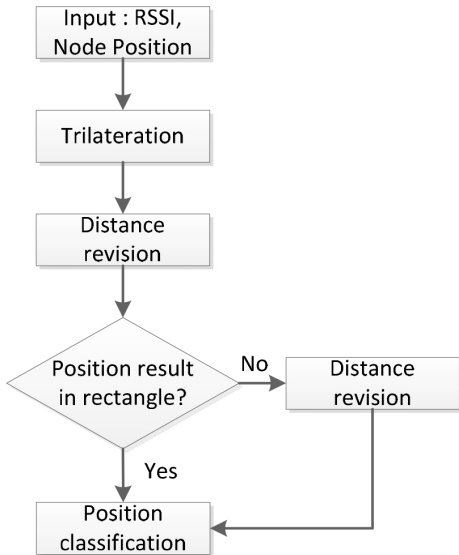 Input : RSSI,
Node Position
Trilateration
Distance
revision
Position result
in rectangle?
No
Distance
revision
Yes
Position
classification